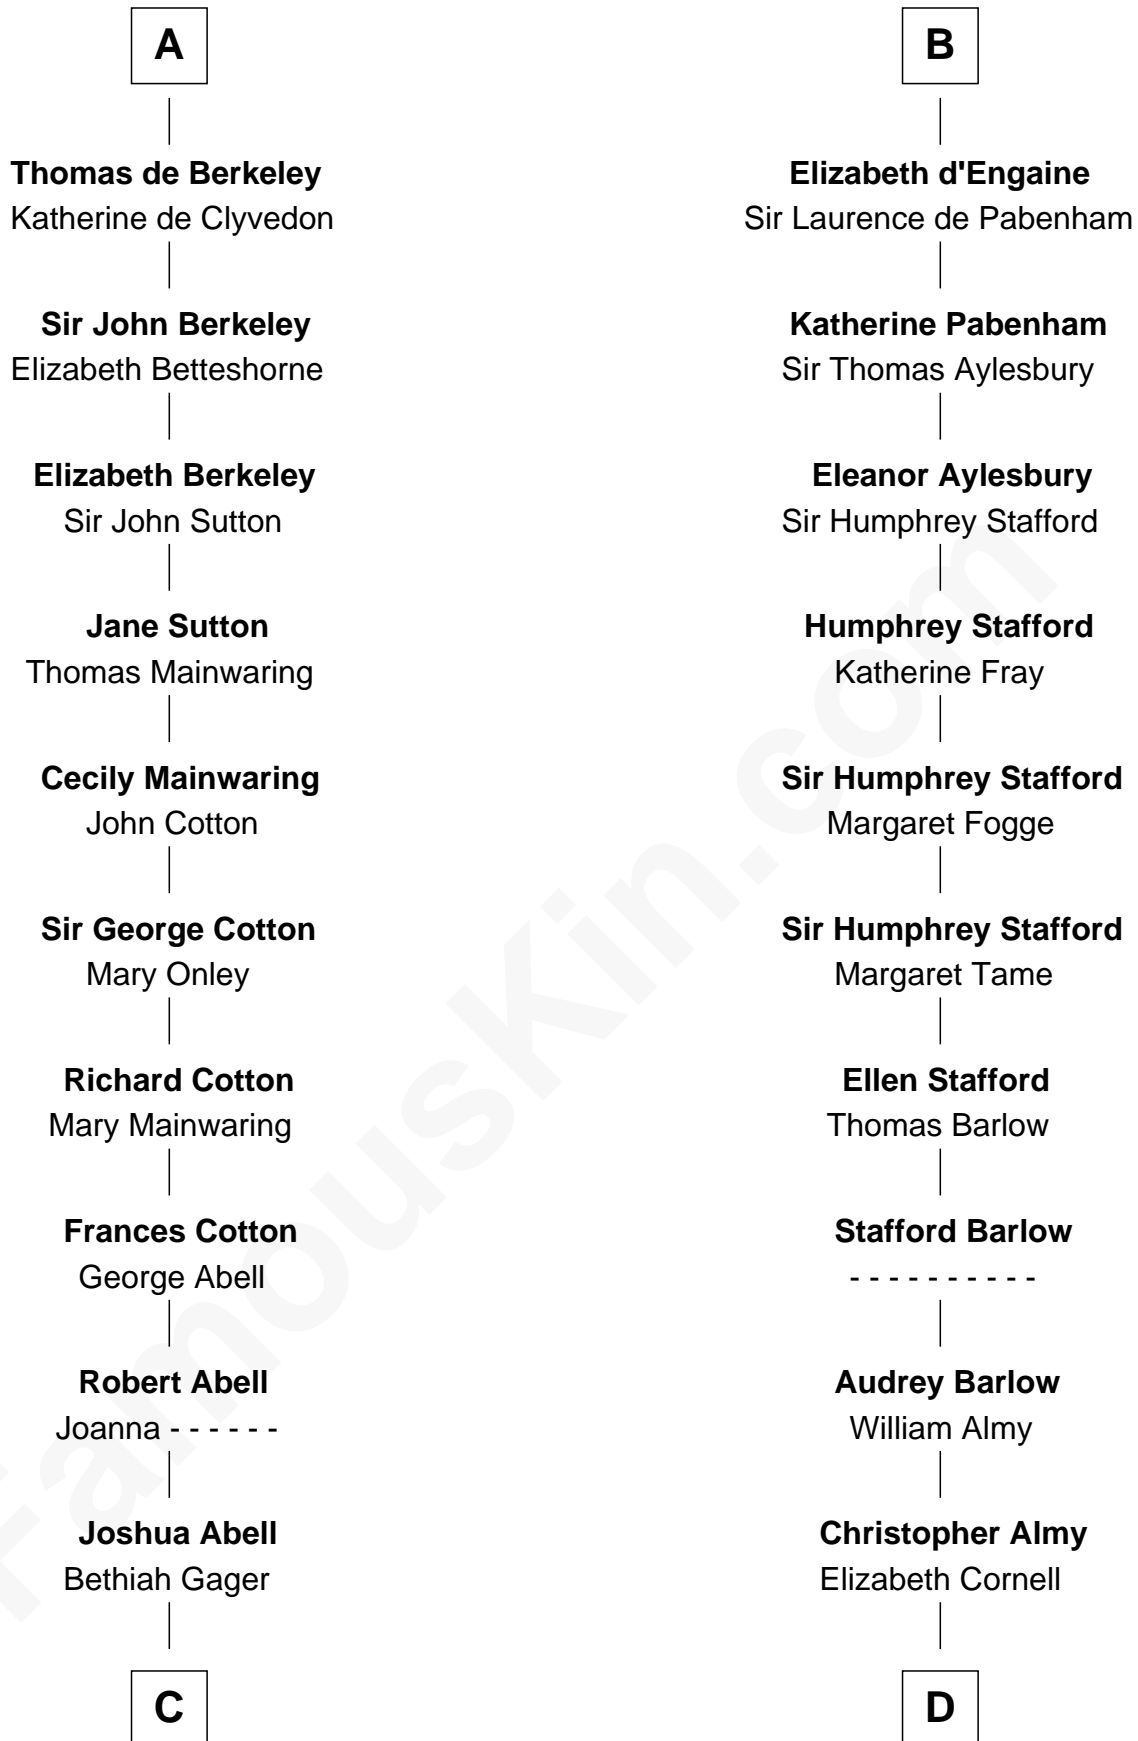 A
Thomas de Berkeley
Katherine de Clyvedon
Sir John Berkeley
Elizabeth Betteshorne
Elizabeth Berkeley
Sir John Sutton
Jane Sutton
Thomas Mainwaring
Cecily Mainwaring
John Cotton
Sir George Cotton
Mary Onley
Richard Cotton
Mary Mainwaring
Frances Cotton
George Abell
Robert Abell
Joanna - - - - - -
Joshua Abell
Bethiah Gager
C
B
Elizabeth d'Engaine
Sir Laurence de Pabenham
Katherine Pabenham
Sir Thomas Aylesbury
Eleanor Aylesbury
Sir Humphrey Stafford
Humphrey Stafford
Katherine Fray
Sir Humphrey Stafford
Margaret Fogge
Sir Humphrey Stafford
Margaret Tame
Ellen Stafford
Thomas Barlow
Stafford Barlow
- - - - - - - - - -
Audrey Barlow
William Almy
Christopher Almy
Elizabeth Cornell
D
FamousKin.com